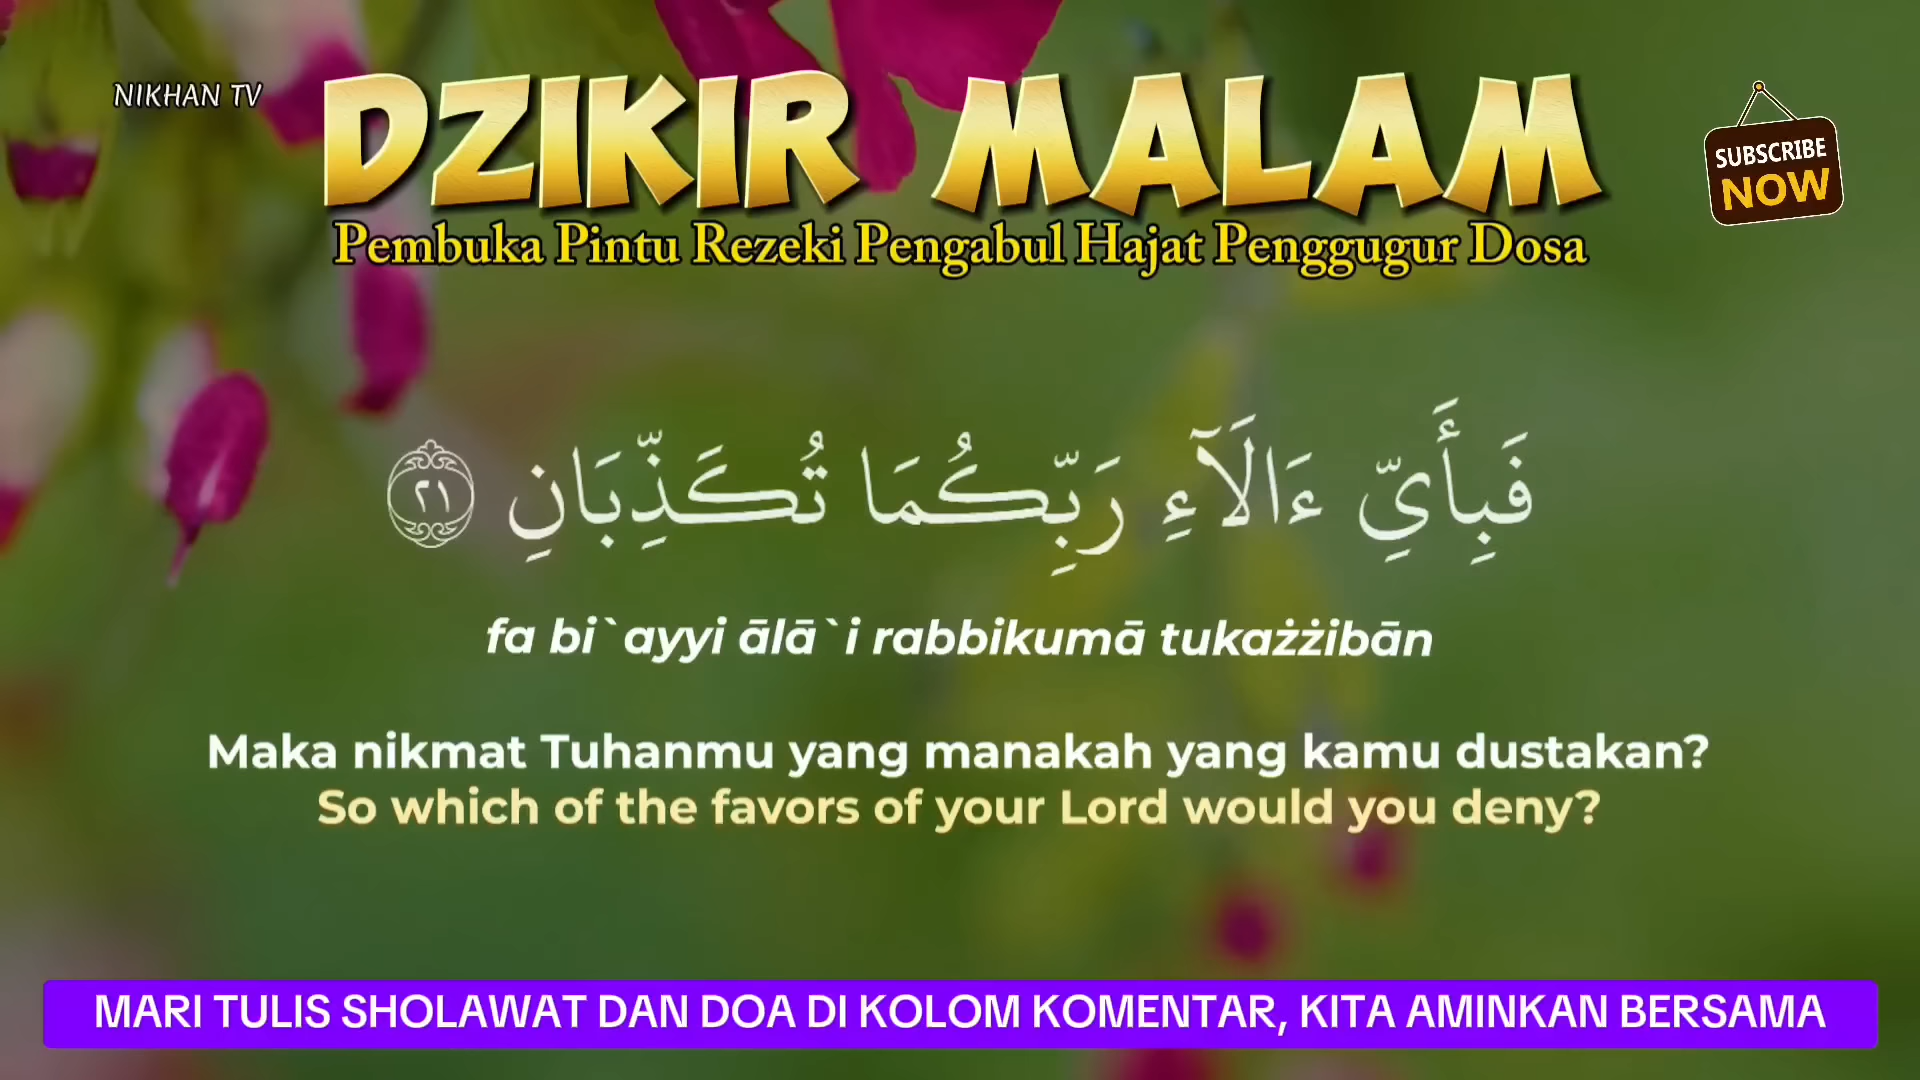 NIKHAN TV
DZIKIR MALAM
SUBSCRIBE
NOW
Pembuka Pintu Rezeki Pengabul Hajat Penggugur Dosa
فَبِأَيِّ ءَالَآءِ رَبِّكُمَا تُكَذِّبَانِ ٢١
fa bi`ayyi ālā`i rabbikumā tukażżibān
Maka nikmat Tuhanmu yang manakah yang kamu dustakan?
So which of the favors of your Lord would you deny?
MARI TULIS SHOLAWAT DAN DOA DI KOLOM KOMENTAR, KITA AMINKAN BERSAMA